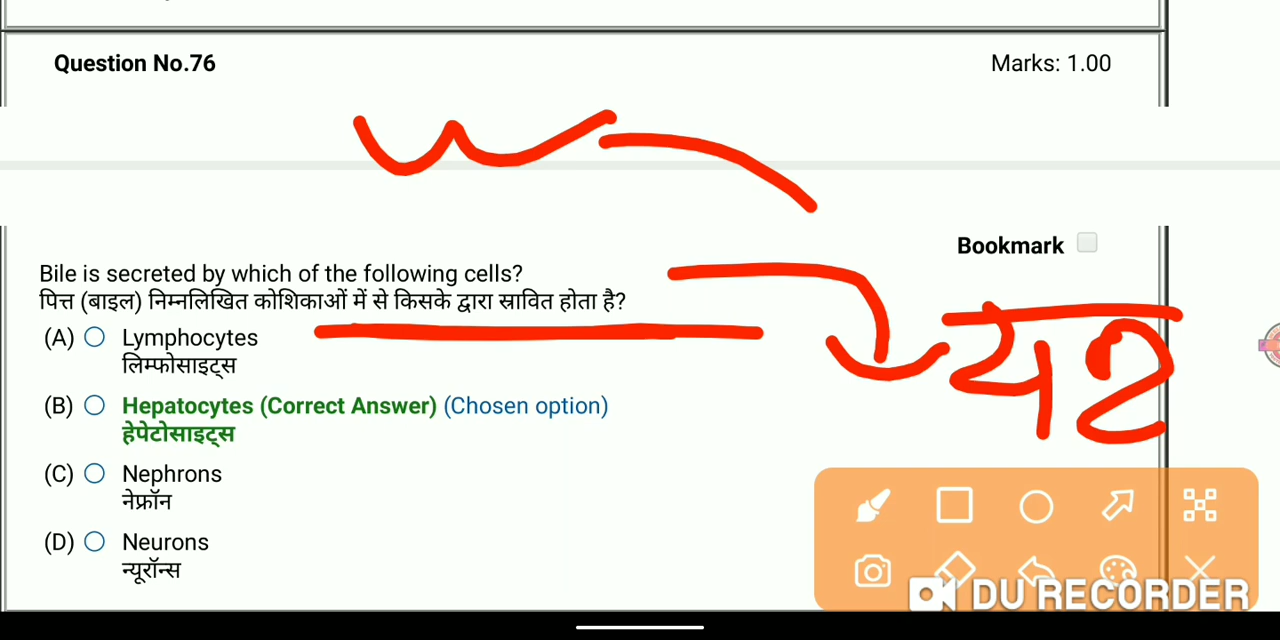 Question No.76
Marks: 1.00
Bookmark
Bile is secreted by which of the following cells?
पित्त (बाइल) निम्नलिखित कोशिकाओं में से किसके द्वारा स्रावित होता है?
(A) Lymphocytes
लिम्फोसाइट्स
(B) Hepatocytes (Correct Answer) (Chosen option)
हेपेटोसाइट्स
(C) Nephrons
नेफ्रॉन
(D) Neurons
न्यूरॉन्स
DU RECORDER